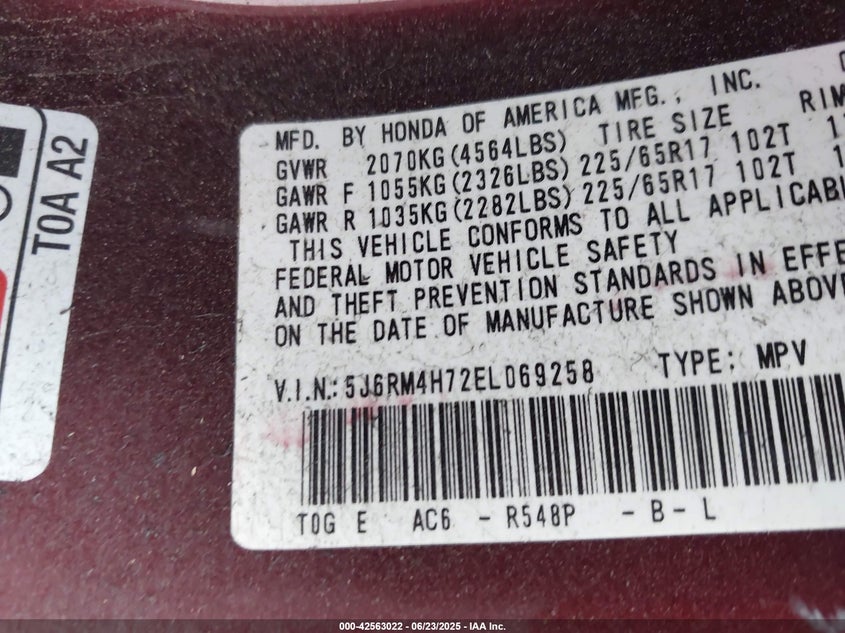 TOA A2
MFD. BY HONDA OF AMERICA MFG., INC.
GVWR 2070KG(4564LBS) TIRE SIZE RIM
GAWR F 1055KG(2326LBS) 225/65R17 102T
GAWR R 1035KG(2282LBS) 225/65R17 102T
THIS VEHICLE CONFORMS TO ALL APPLICABL
FEDERAL MOTOR VEHICLE SAFETY
AND THEFT PREVENTION STANDARDS IN EFFE
ON THE DATE OF MANUFACTURE SHOWN ABOVE
V.I.N.: 5J6RM4H72EL069258 TYPE: MPV
T0G E AC6 - R548P - B - L
000-42563022 - 06/23/2025 - IAA Inc.